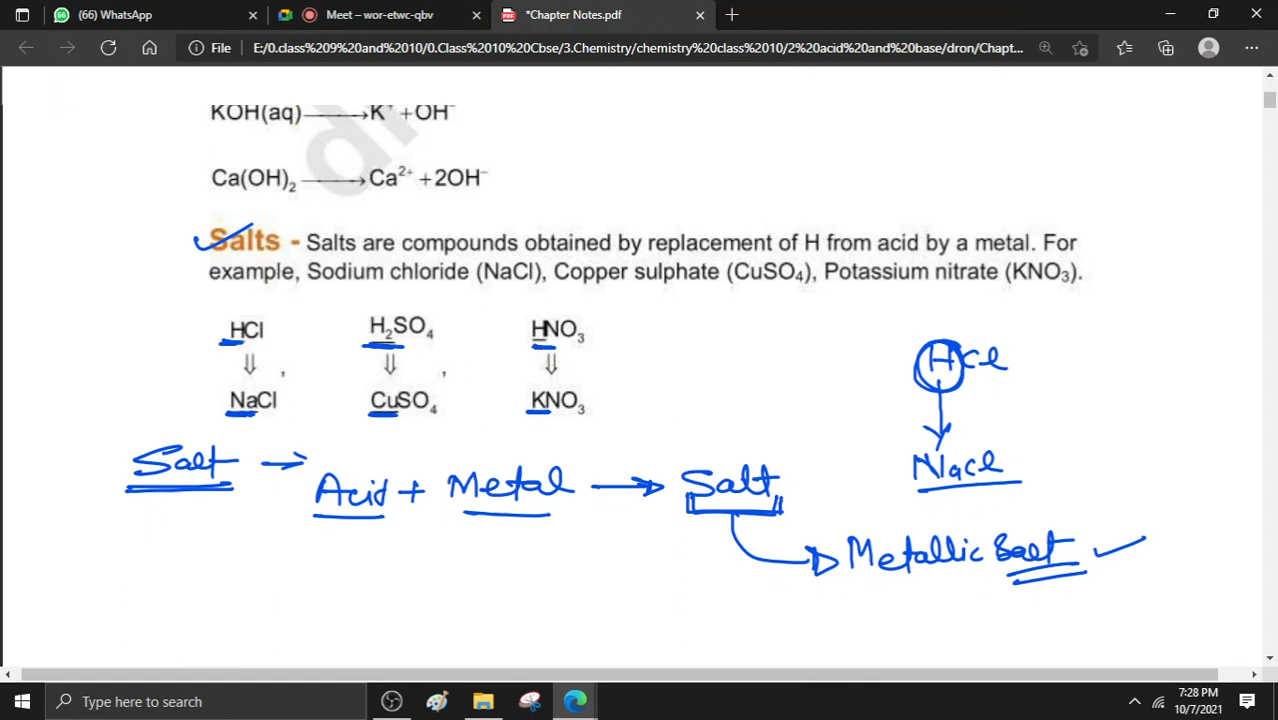 (66) WhatsApp
Meet – wor-etwc-qbv
*Chapter Notes.pdf
File
E:/0.class%209%20and%2010/0.Class%2010%20Cbse/3.Chemistry/chemistry%20class%2010/2%20acid%20and%20base/dron/Chapt...
KOH(aq) ⟶ K⁺ + OH⁻
Ca(OH)₂ ⟶ Ca²⁺ + 2OH⁻
Salts - Salts are compounds obtained by replacement of H from acid by a metal. For
example, Sodium chloride (NaCl), Copper sulphate (CuSO₄), Potassium nitrate (KNO₃).
HCl H₂SO₄ HNO₃
⇓ , ⇓ , ⇓
NaCl CuSO₄ KNO₃
HCl
↓
NaCl
Salt →
Acid + Metal → Salt
Metallic Salt ✓
Type here to search
7:28 PM
10/7/2021